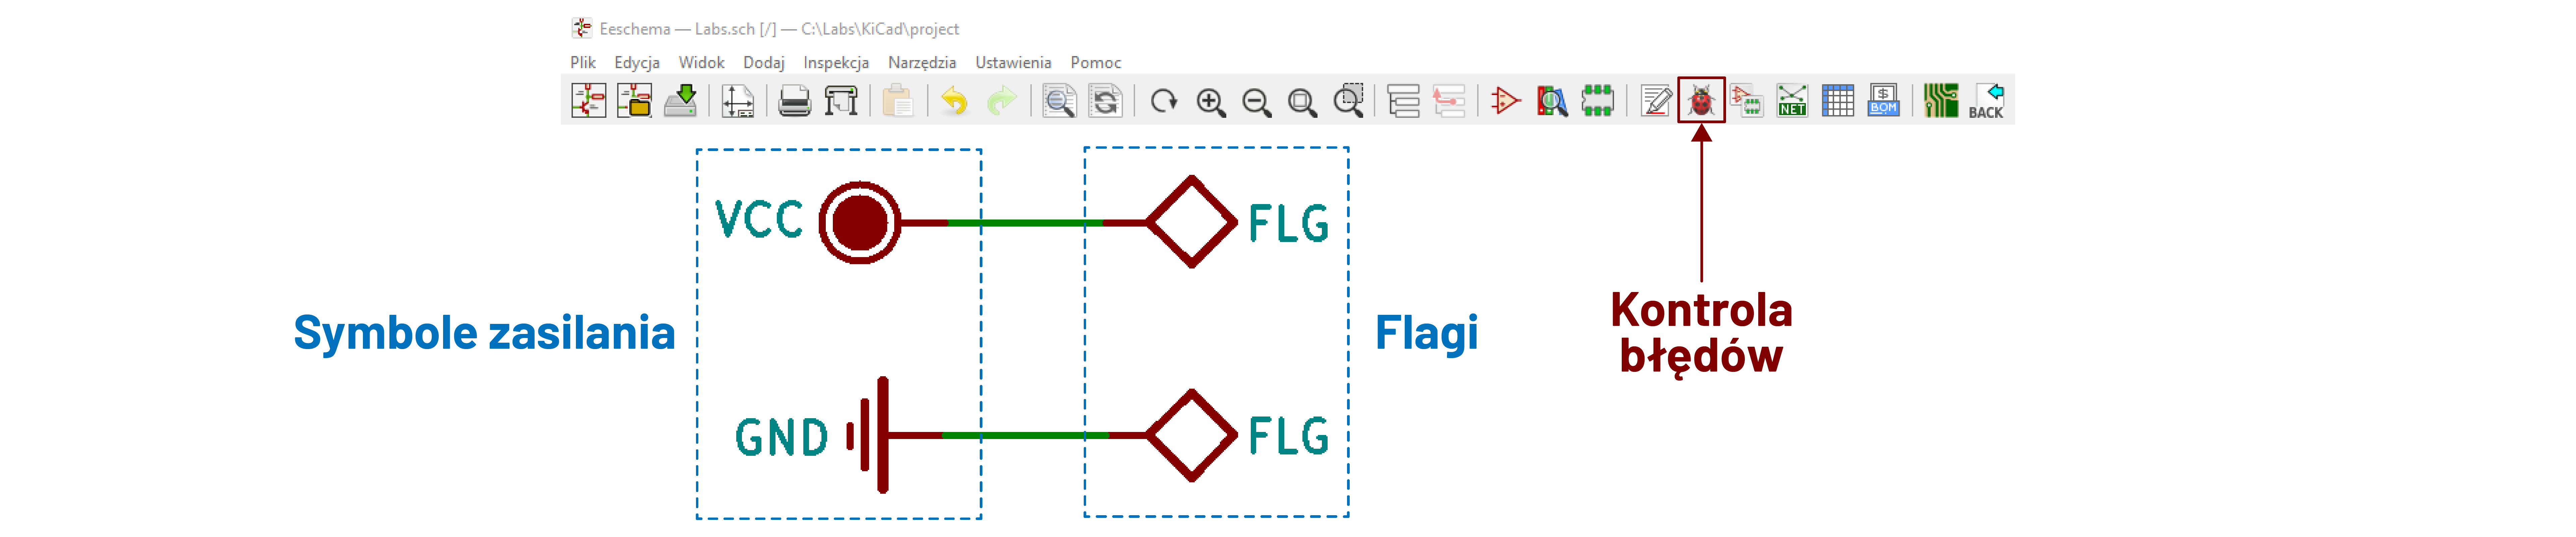 Eeschema — Labs.sch [/] — C:\Labs\KiCad\project
Plik Edycja Widok Dodaj Inspekcja Narzędzia Ustawienia Pomoc
NET
$
BOM
BACK
VCC
FLG
Symbole zasilania
Flagi
Kontrola
błędów
GND
FLG